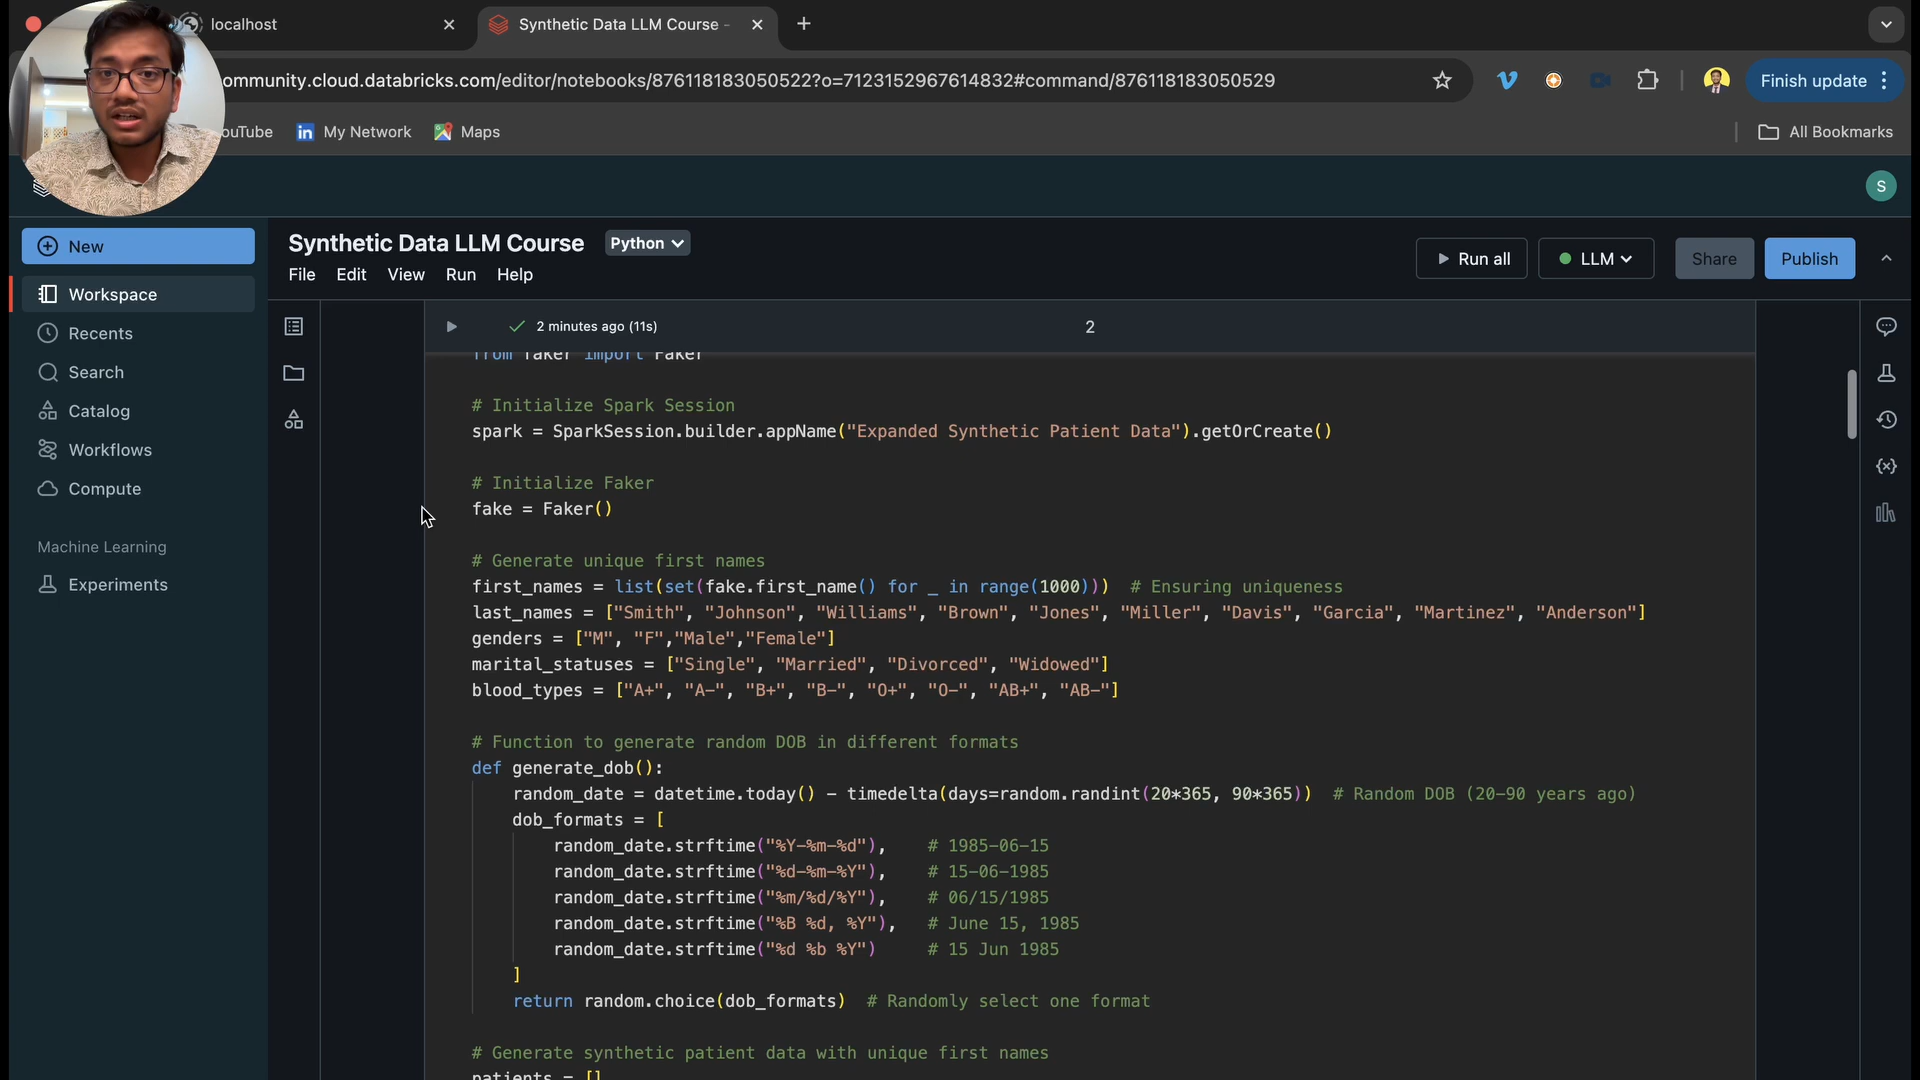 localhost
Synthetic Data LLM Course -
ommunity.cloud.databricks.com/editor/notebooks/876118183050522?o=7123152967614832#command/876118183050529
Finish update
ouTube
My Network
Maps
All Bookmarks
S
New
Synthetic Data LLM Course
Python
File Edit View Run Help
Run all
LLM
Share
Publish
Workspace
Recents
Search
Catalog
Workflows
Compute
Machine Learning
Experiments
2 minutes ago (11s)
2
from faker import Faker
# Initialize Spark Session
spark = SparkSession.builder.appName("Expanded Synthetic Patient Data").getOrCreate()
# Initialize Faker
fake = Faker()
# Generate unique first names
first_names = list(set(fake.first_name() for _ in range(1000))) # Ensuring uniqueness
last_names = ["Smith", "Johnson", "Williams", "Brown", "Jones", "Miller", "Davis", "Garcia", "Martinez", "Anderson"]
genders = ["M", "F","Male","Female"]
marital_statuses = ["Single", "Married", "Divorced", "Widowed"]
blood_types = ["A+", "A-", "B+", "B-", "O+", "O-", "AB+", "AB-"]
# Function to generate random DOB in different formats
def generate_dob():
random_date = datetime.today() - timedelta(days=random.randint(20*365, 90*365)) # Random DOB (20-90 years ago)
dob_formats = [
random_date.strftime("%Y-%m-%d"), # 1985-06-15
random_date.strftime("%d-%m-%Y"), # 15-06-1985
random_date.strftime("%m/%d/%Y"), # 06/15/1985
random_date.strftime("%B %d, %Y"), # June 15, 1985
random_date.strftime("%d %b %Y") # 15 Jun 1985
]
return random.choice(dob_formats) # Randomly select one format
# Generate synthetic patient data with unique first names
patients = []